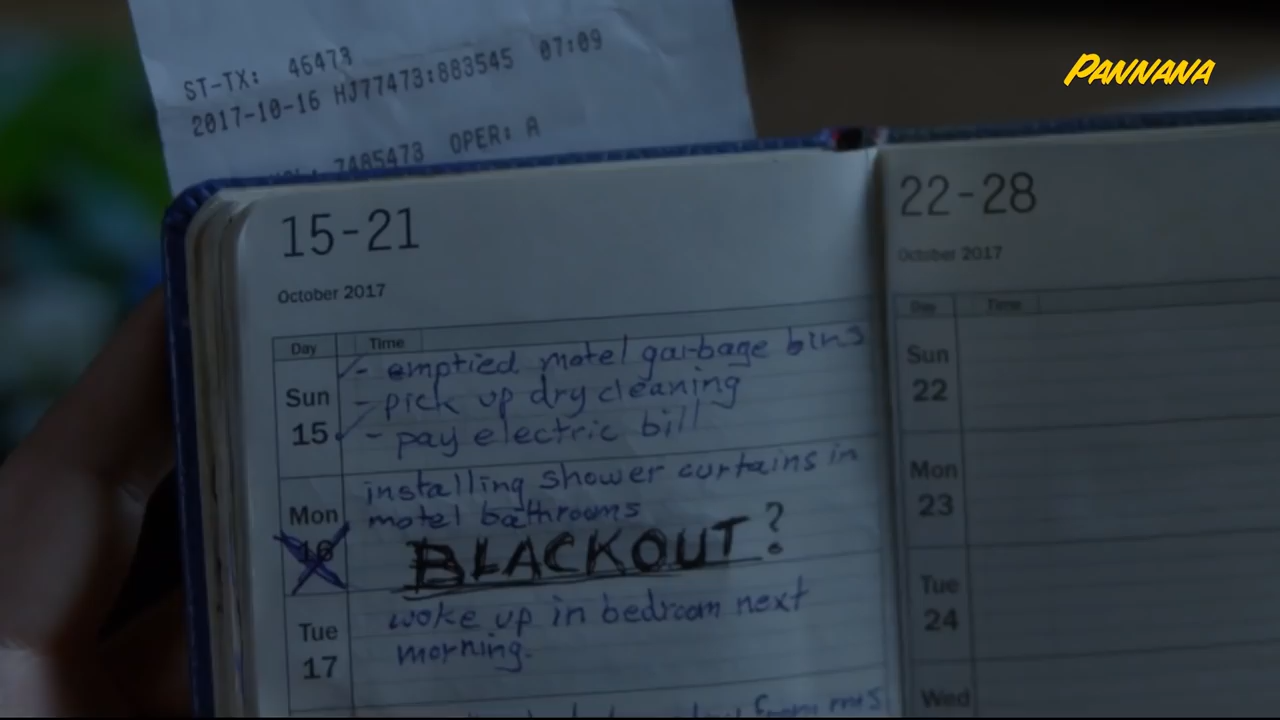 ST-TX: 46473
2017-10-16 HJ77473:883545 07:09
7A85473 OPER: A
PANNANA
15-21
October 2017
Day Time
Sun
15
- emptied motel garbage bins
- pick up dry cleaning
- pay electric bill
Mon
16
installing shower curtains in
motel bathrooms
BLACKOUT?
Tue
17
woke up in bedroom next
morning.
22-28
October 2017
Day Time
Sun
22
Mon
23
Tue
24
Wed